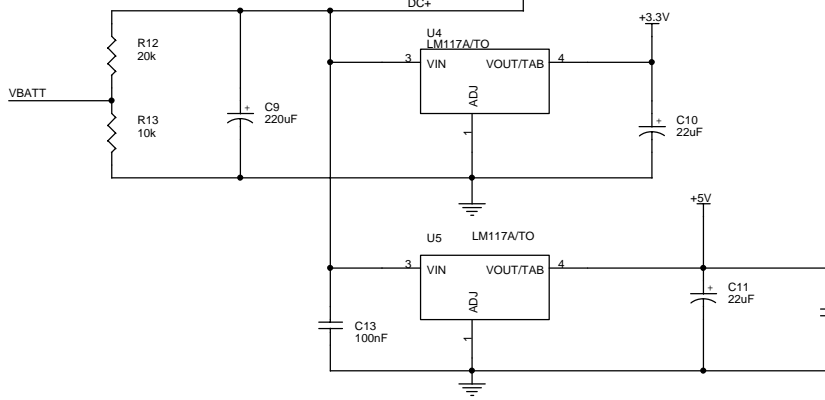 DC+
+3.3V
R12
20k
U4
LM117A/TO
3
VIN
VOUT/TAB
4
ADJ
1
VBATT
R13
10k
+
C9
220uF
+
C10
22uF
+5V
U5
LM117A/TO
3
VIN
VOUT/TAB
4
ADJ
1
+
C11
22uF
C13
100nF